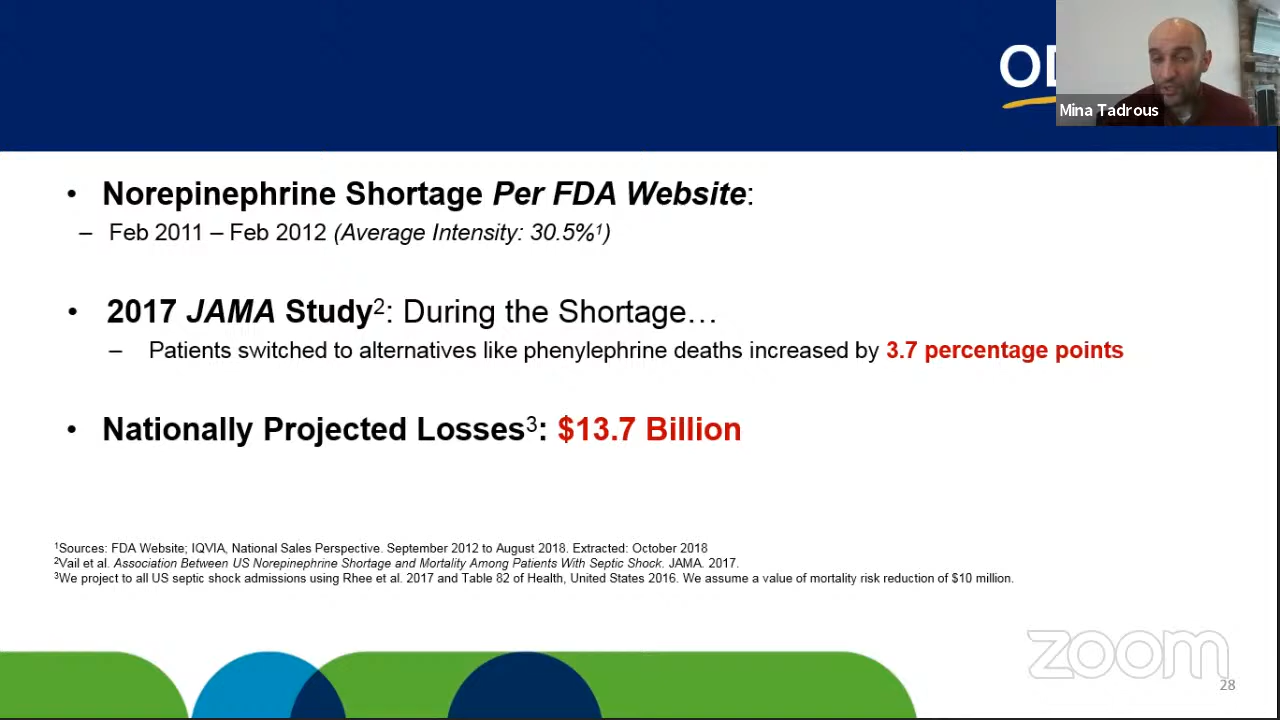 Mina Tadrous
• Norepinephrine Shortage Per FDA Website:
– Feb 2011 – Feb 2012 (Average Intensity: 30.5%¹)
• 2017 JAMA Study²: During the Shortage…
– Patients switched to alternatives like phenylephrine deaths increased by 3.7 percentage points
• Nationally Projected Losses³: $13.7 Billion
¹Sources: FDA Website; IQVIA, National Sales Perspective. September 2012 to August 2018. Extracted: October 2018
²Vail et al. Association Between US Norepinephrine Shortage and Mortality Among Patients With Septic Shock. JAMA. 2017.
³We project to all US septic shock admissions using Rhee et al. 2017 and Table 82 of Health, United States 2016. We assume a value of mortality risk reduction of $10 million.
zoom
28